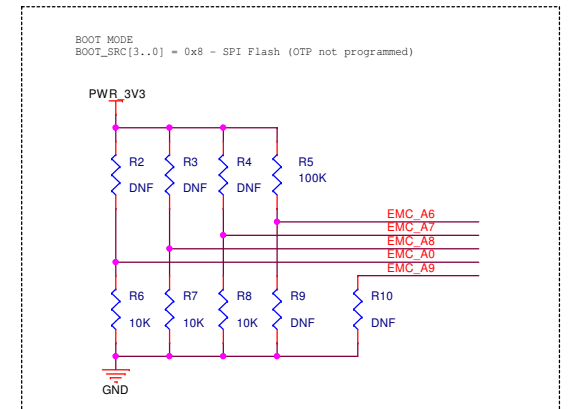 BOOT MODE
BOOT_SRC[3..0] = 0x8 - SPI Flash (OTP not programmed)
PWR_3V3
R2 R3 R4 R5
DNF DNF DNF 100K
EMC_A6
EMC_A7
EMC_A8
EMC_A0
EMC_A9
R6 R7 R8 R9 R10
10K 10K 10K DNF DNF
GND